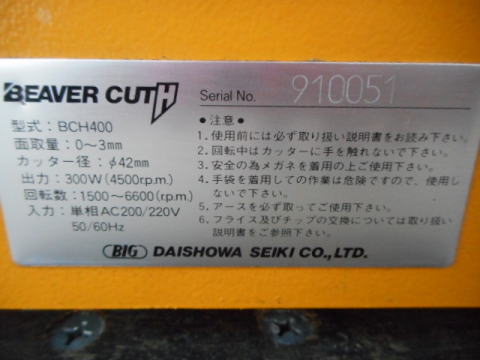 BEAVER CUT H
型式：BCH400
面取量：0〜3mm
カッター径：φ42mm
出力：300W(4500r.p.m.)
回転数：1500〜6600(r.p.m.)
入力：単相AC200/220V
50/60Hz
Serial No. 910051
●注意●
1．使用前には必ず取り扱い説明書をお読み下さい。
2．回転中はカッターに手を触れないで下さい。
3．安全の為メガネを着用の上ご使用下さい。
4．手袋を着用しての作業は危険ですので、使用し
ないで下さい。
5．アースを必ず取ってご使用下さい。
6．フライス及びチップの交換については取り扱い
説明書をご参照下さい。
BIG DAISHOWA SEIKI CO.,LTD.